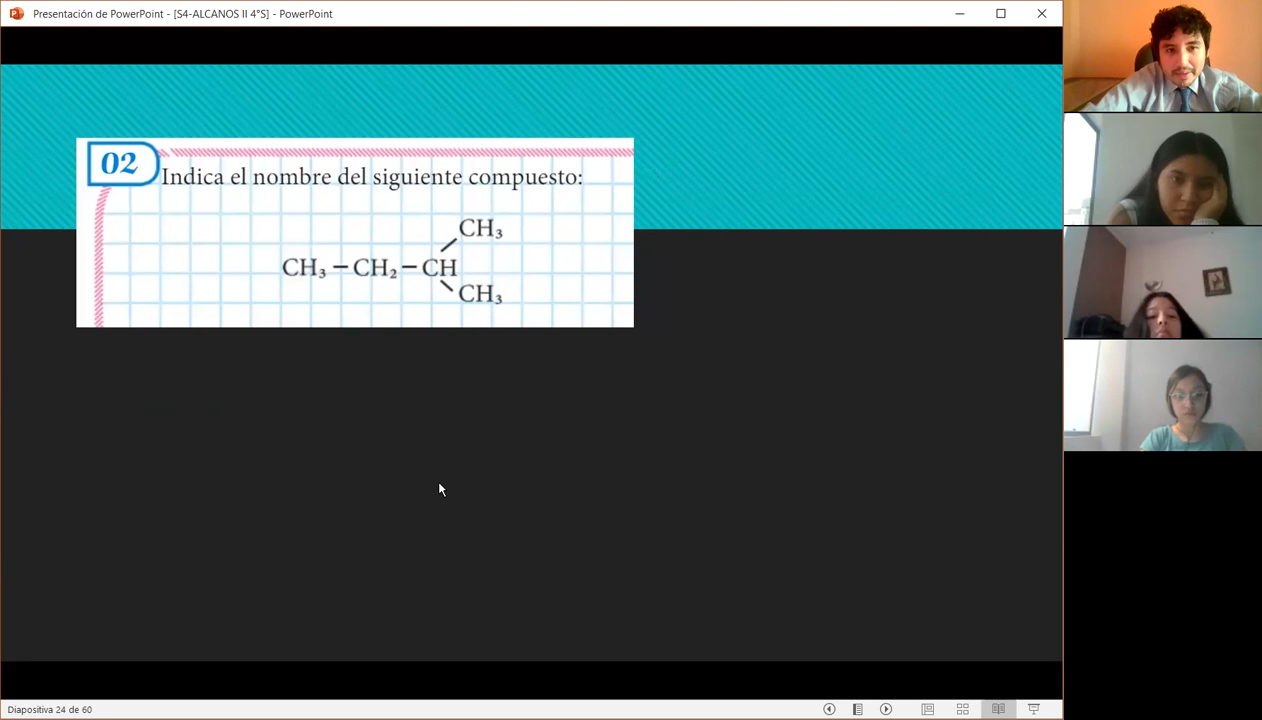 Presentación de PowerPoint - [S4-ALCANOS II 4°S] - PowerPoint
02
Indica el nombre del siguiente compuesto:
CH₃
CH₃ – CH₂ – CH
CH₃
Diapositiva 24 de 60